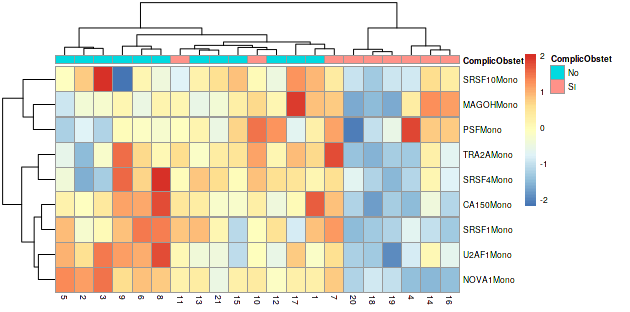 ComplicObstet
SRSF10Mono
MAGOHMono
PSFMono
TRA2AMono
SRSF4Mono
CA150Mono
SRSF1Mono
U2AF1Mono
NOVA1Mono
5 2 3 9 6 8 11 13 21 15 10 12 17 1 7 20 18 19 4 14 16
2
1
0
-1
-2
ComplicObstet
No
SI